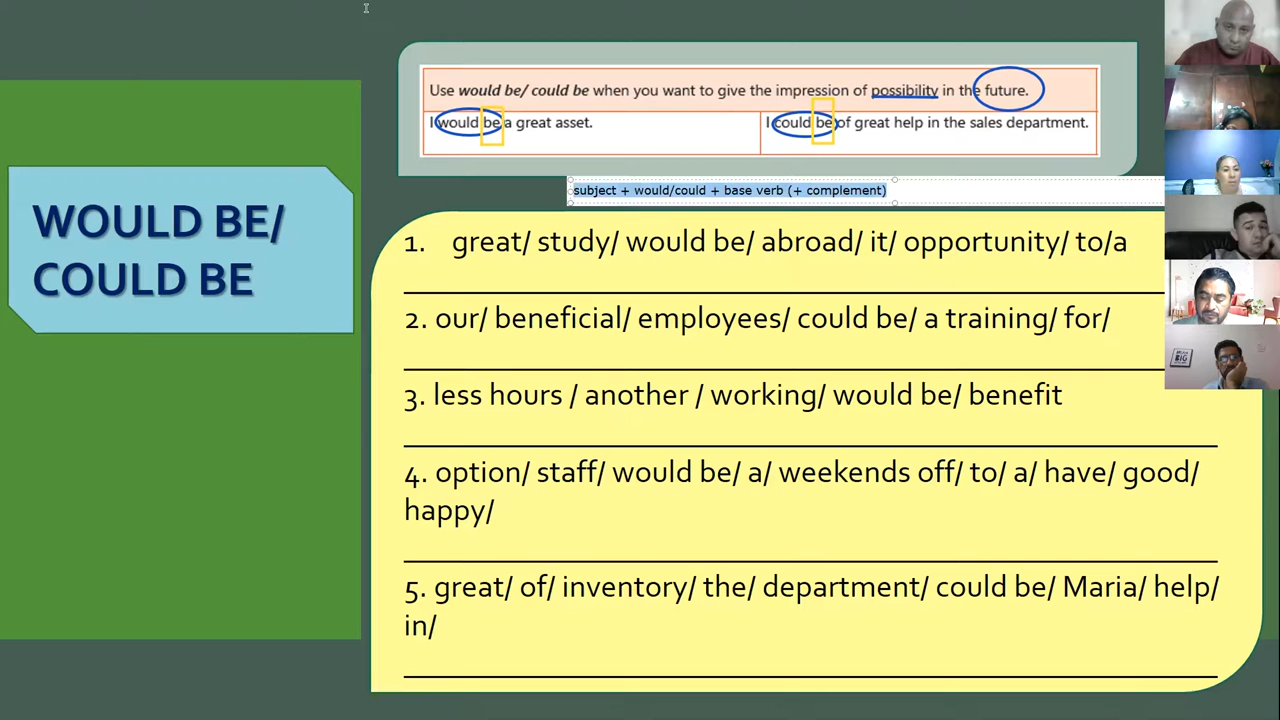 Use would be/ could be when you want to give the impression of possibility in the future.
I would be a great asset.
I could be of great help in the sales department.
subject + would/could + base verb (+ complement)
WOULD BE/
COULD BE
1. great/ study/ would be/ abroad/ it/ opportunity/ to/a
2. our/ beneficial/ employees/ could be/ a training/ for/
3. less hours / another / working/ would be/ benefit
4. option/ staff/ would be/ a/ weekends off/ to/ a/ have/ good/
happy/
5. great/ of/ inventory/ the/ department/ could be/ Maria/ help/
in/